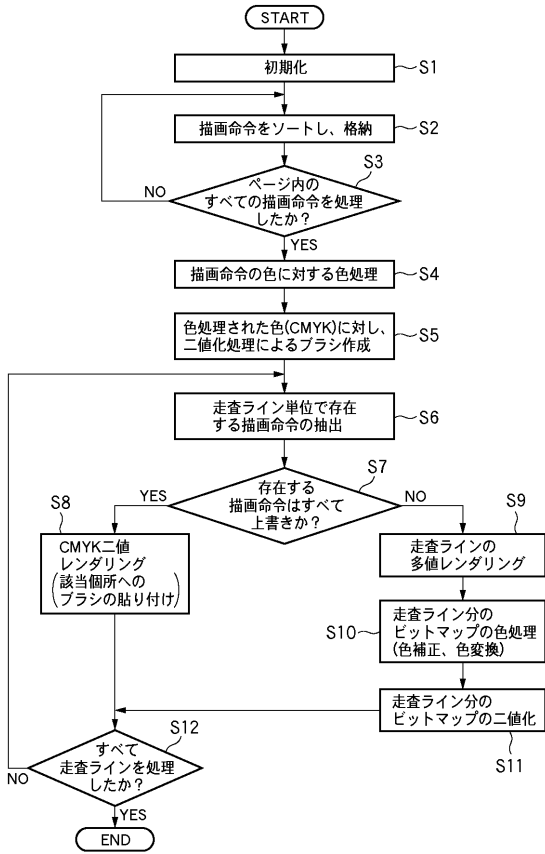 START
初期化
S1
描画命令をソートし、格納
S2
S3
ページ内の
すべての描画命令を処理
したか？
NO
YES
描画命令の色に対する色処理
S4
色処理された色(CMYK)に対し、
二値化処理によるブラシ作成
S5
走査ライン単位で存在
する描画命令の抽出
S6
S7
存在する
描画命令はすべて
上書きか？
YES
NO
S8
CMYK二値
レンダリング
(該当個所への
ブラシの貼り付け)
S9
走査ラインの
多値レンダリング
S10
走査ライン分の
ビットマップの色処理
(色補正、色変換)
走査ライン分の
ビットマップの二値化
S11
S12
すべて
走査ラインを処理
したか？
NO
YES
END